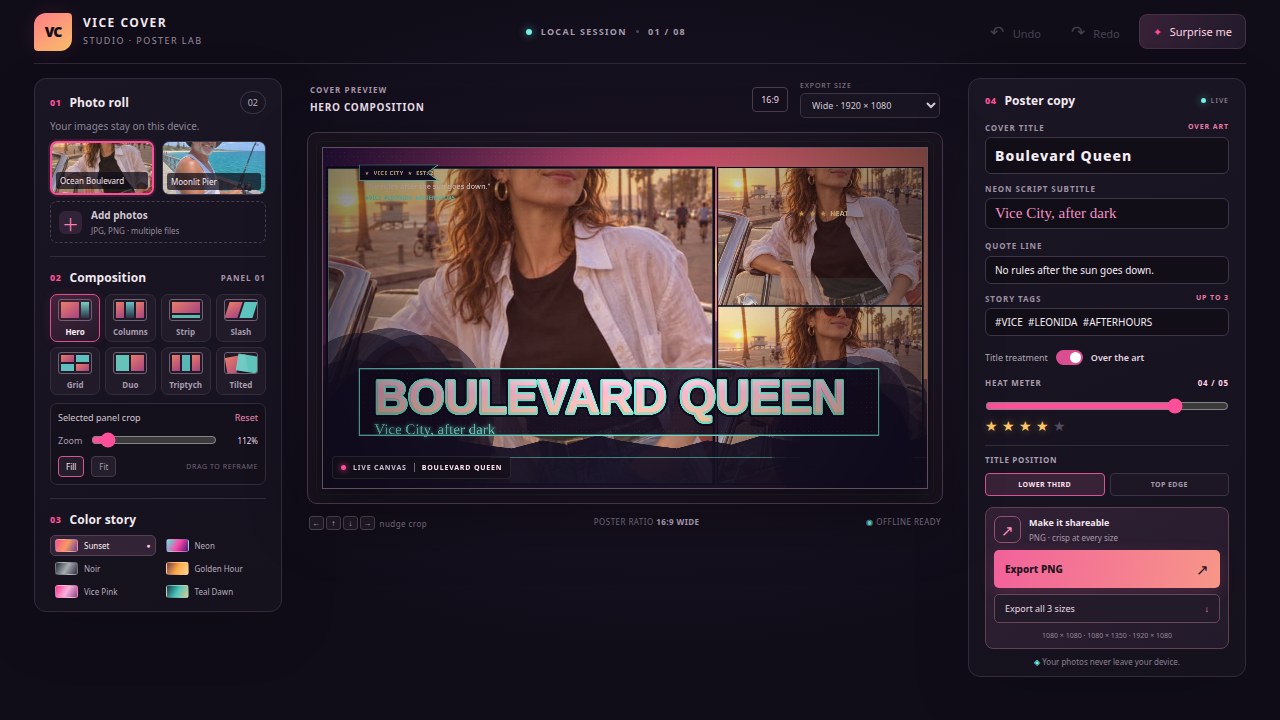 VC
VICE COVER
STUDIO · POSTER LAB
LOCAL SESSION • 01 / 08
↶ Undo
↷ Redo
✦ Surprise me
01 Photo roll
02
Your images stay on this device.
Ocean Boulevard
Moonlit Pier
+ Add photos
JPG, PNG · multiple files
02 Composition
PANEL 01
Hero
Columns
Strip
Slash
Grid
Duo
Triptych
Tilted
Selected panel crop
Reset
Zoom
112%
Fill
Fit
DRAG TO REFRAME
03 Color story
Sunset
Neon
Noir
Golden Hour
Vice Pink
Teal Dawn
COVER PREVIEW
HERO COMPOSITION
16:9
EXPORT SIZE
Wide · 1920 × 1080
★ VICE CITY ★ EST.
goes down."
★ ★ ★ HEAT
BOULEVARD QUEEN
Vice City, after dark
LIVE CANVAS | BOULEVARD QUEEN
← ↑ ↓ → nudge crop
POSTER RATIO 16:9 WIDE
OFFLINE READY
04 Poster copy
LIVE
COVER TITLE
OVER ART
Boulevard Queen
NEON SCRIPT SUBTITLE
Vice City, after dark
QUOTE LINE
No rules after the sun goes down.
STORY TAGS
UP TO 3
#VICE #LEONIDA #AFTERHOURS
Title treatment
Over the art
HEAT METER
04 / 05
★ ★ ★ ★ ★
TITLE POSITION
LOWER THIRD
TOP EDGE
↗ Make it shareable
PNG · crisp at every size
Export PNG ↗
Export all 3 sizes ↓
1080 × 1080 · 1080 × 1350 · 1920 × 1080
◆ Your photos never leave your device.